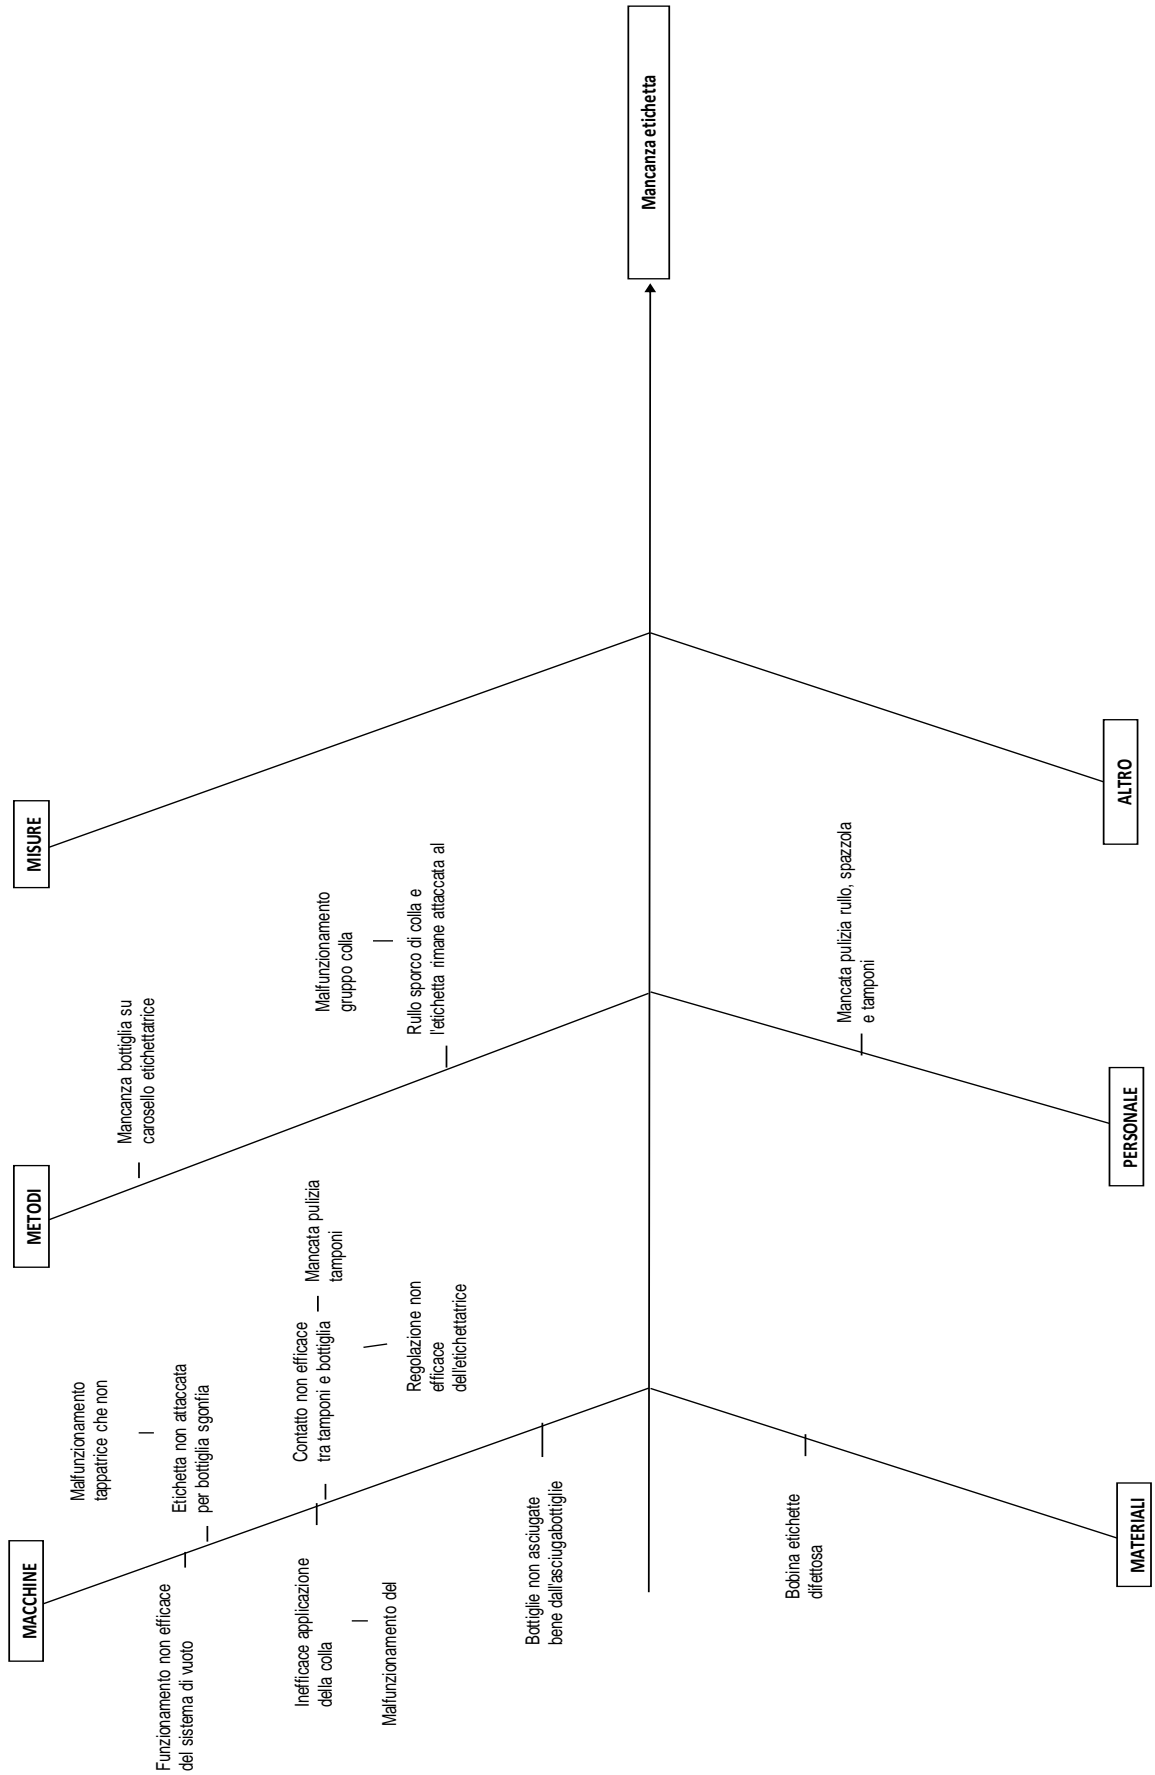 MACCHINE
METODI
MISURE
Malfunzionamento
tappatrice che non
Etichetta non attaccata
per bottiglia sgonfia
Funzionamento non efficace
del sistema di vuoto
Inefficace applicazione
della colla
Malfunzionamento del
Contatto non efficace
tra tamponi e bottiglia
Mancata pulizia
tamponi
Regolazione non
efficace
dell'etichettatrice
Bottiglie non asciugate
bene dall'asciugabottiglie
Mancanza bottiglia su
carosello etichettatrice
Malfunzionamento
gruppo colla
Rullo sporco di colla e
l'etichetta rimane attaccata al
Mancanza etichetta
Bobina etichette
difettosa
Mancata pulizia rullo, spazzola
e tamponi
MATERIALI
PERSONALE
ALTRO